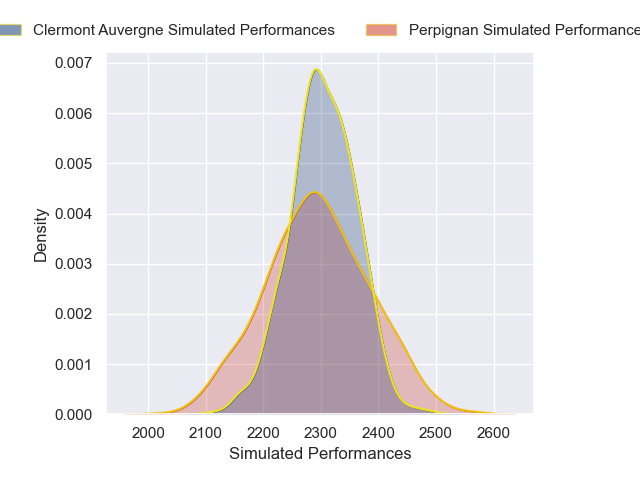 Clermont Auvergne Simulated Performances Perpignan Simulated Performance
0.007
0.006
0.005
0.004
0.003
0.002
0.001
0.000
Density
2000 2100 2200 2300 2400 2500 2600
Simulated Performances